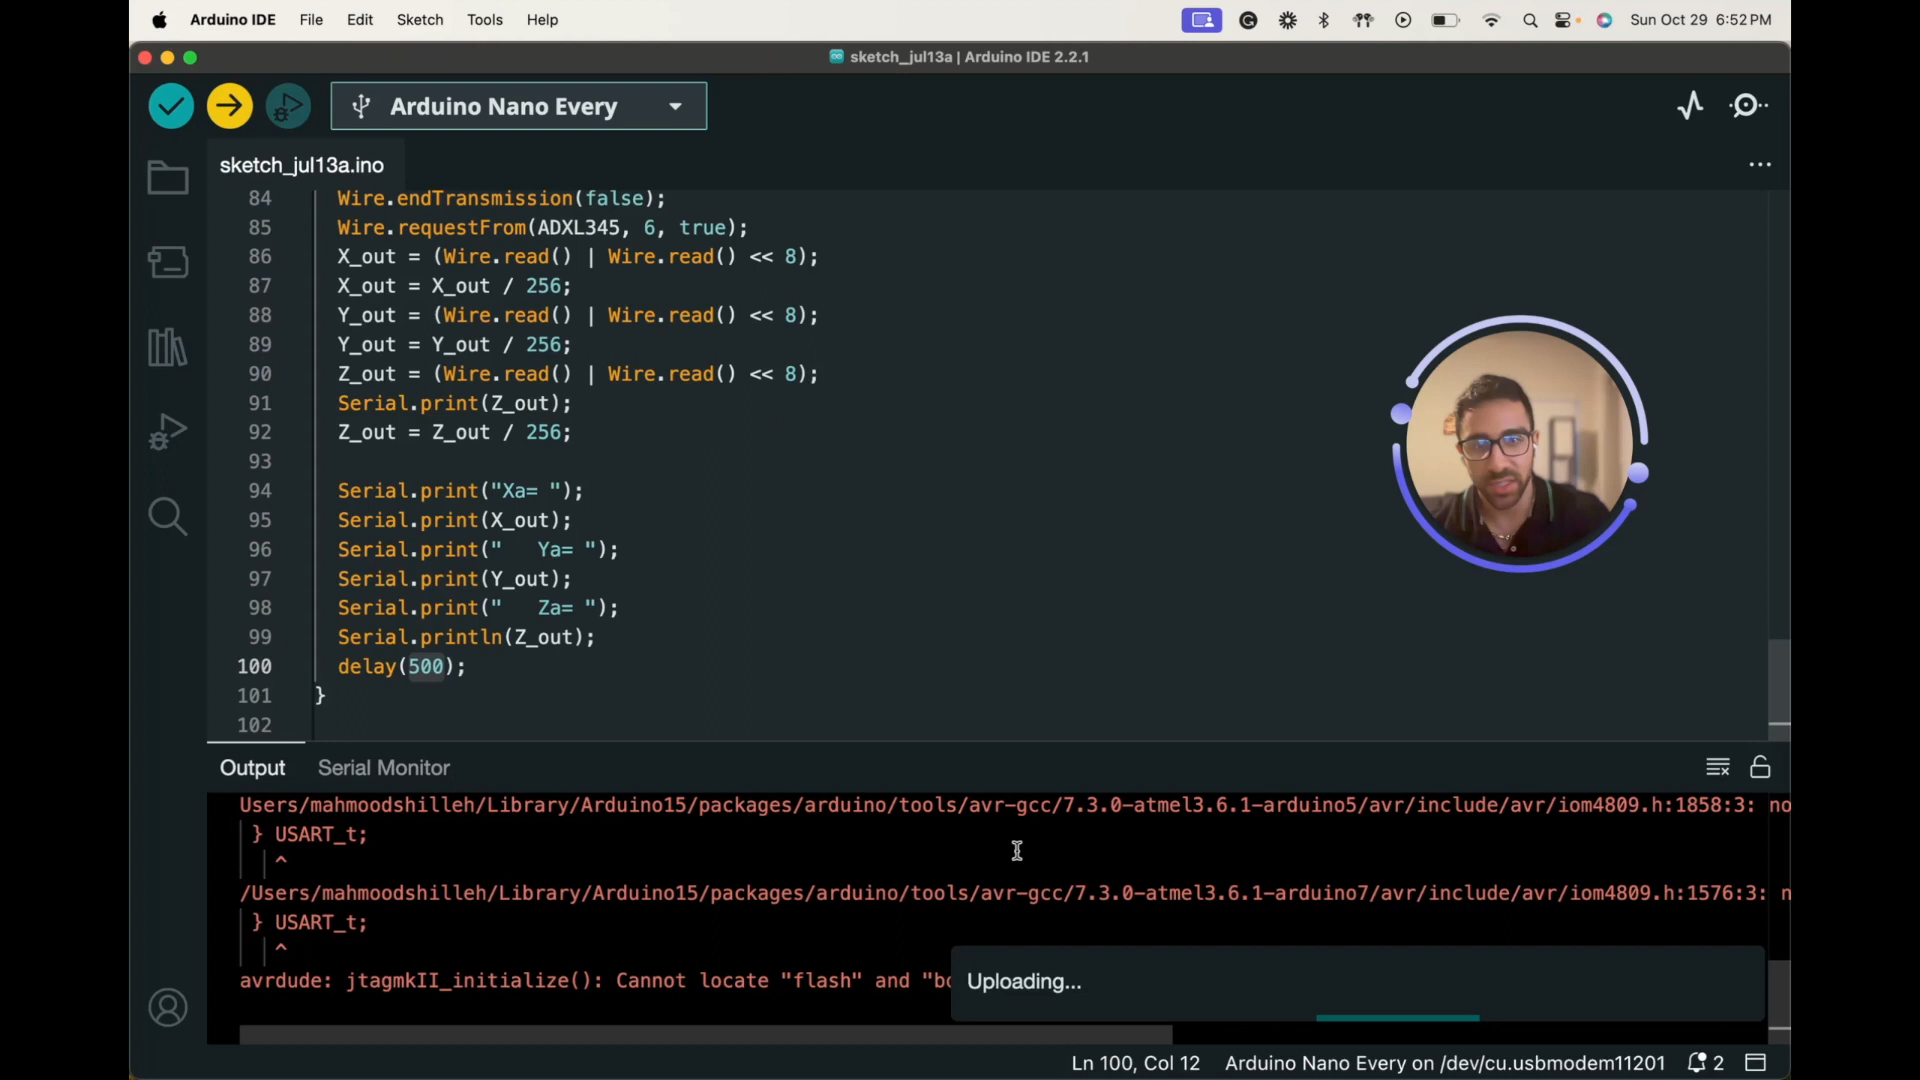 Arduino IDE File Edit Sketch Tools Help Sun Oct 29 6:52 PM
sketch_jul13a | Arduino IDE 2.2.1
Arduino Nano Every
sketch_jul13a.ino
84 Wire.endTransmission(false);
85 Wire.requestFrom(ADXL345, 6, true);
86 X_out = (Wire.read() | Wire.read() << 8);
87 X_out = X_out / 256;
88 Y_out = (Wire.read() | Wire.read() << 8);
89 Y_out = Y_out / 256;
90 Z_out = (Wire.read() | Wire.read() << 8);
91 Serial.print(Z_out);
92 Z_out = Z_out / 256;
93
94 Serial.print("Xa= ");
95 Serial.print(X_out);
96 Serial.print("   Ya= ");
97 Serial.print(Y_out);
98 Serial.print("   Za= ");
99 Serial.println(Z_out);
100 delay(500);
101 }
102
Output Serial Monitor
Users/mahmoodshilleh/Library/Arduino15/packages/arduino/tools/avr-gcc/7.3.0-atmel3.6.1-arduino5/avr/include/avr/iom4809.h:1858:3: no
} USART_t;
^
/Users/mahmoodshilleh/Library/Arduino15/packages/arduino/tools/avr-gcc/7.3.0-atmel3.6.1-arduino7/avr/include/avr/iom4809.h:1576:3: n
} USART_t;
^
avrdude: jtagmkII_initialize(): Cannot locate "flash" and "bo
Uploading...
Ln 100, Col 12 Arduino Nano Every on /dev/cu.usbmodem11201 2